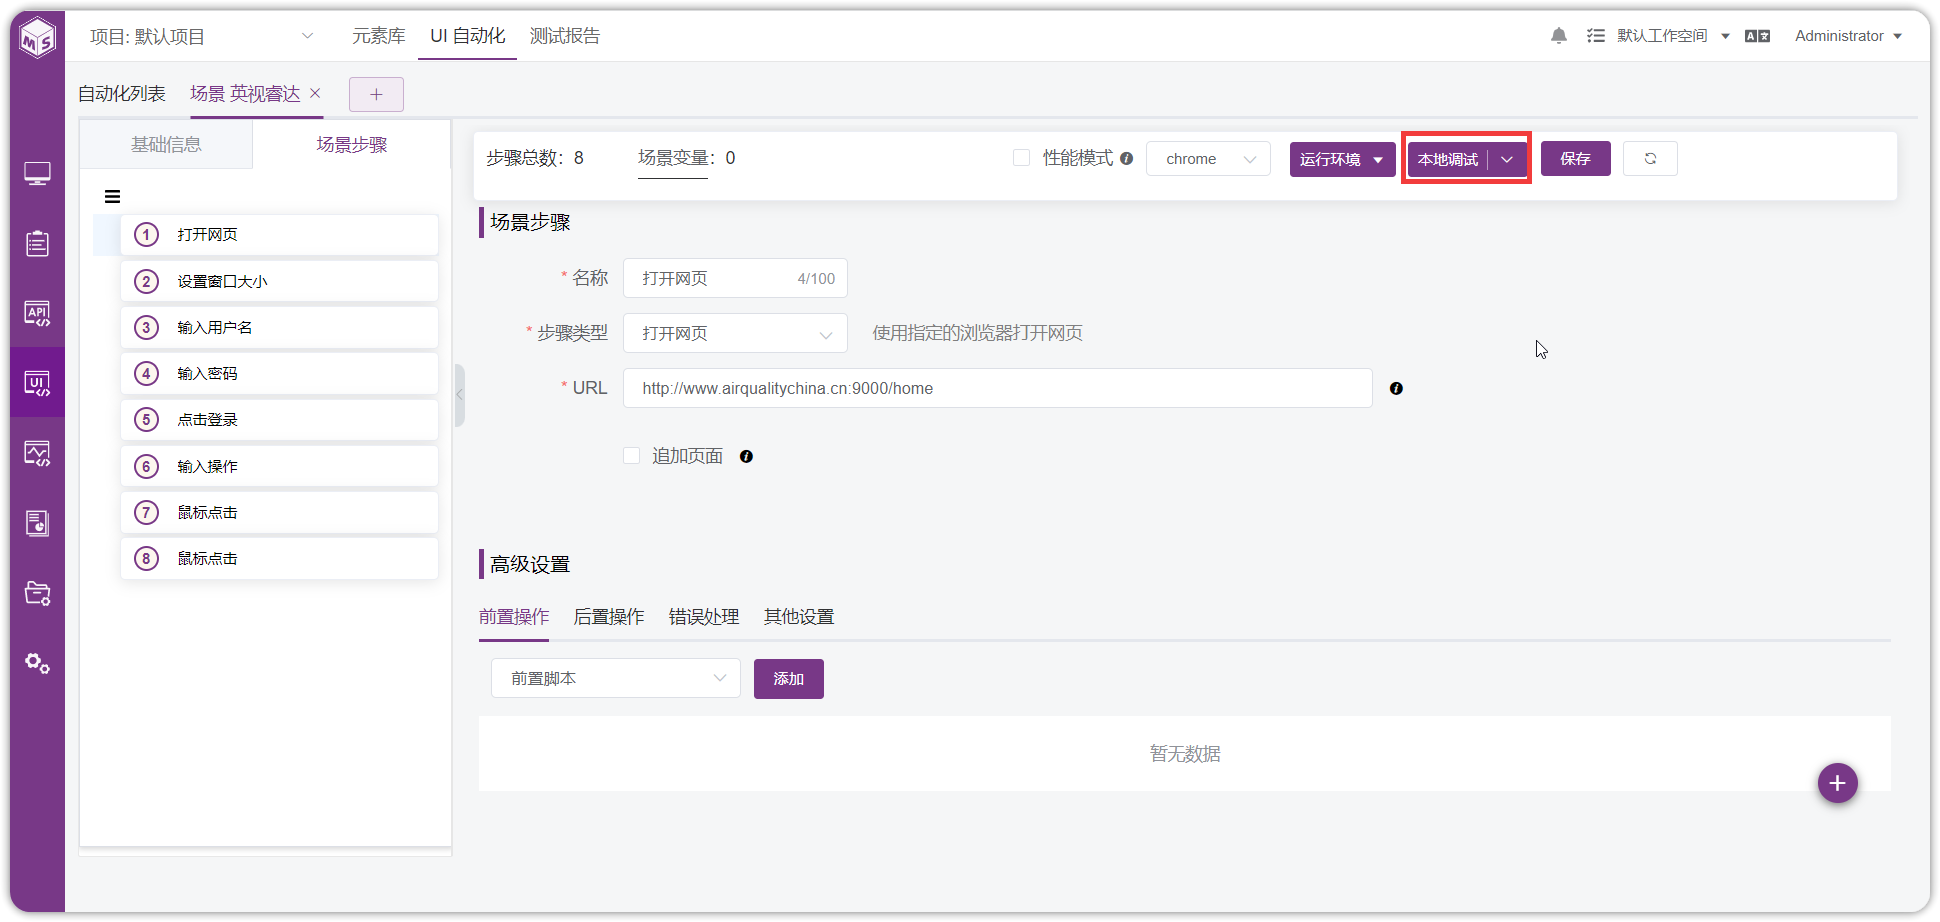 MS
项目: 默认项目
元素库
UI 自动化
测试报告
默认工作空间
Administrator
自动化列表
场景 英视睿达
基础信息
场景步骤
1 打开网页
2 设置窗口大小
3 输入用户名
4 输入密码
5 点击登录
6 输入操作
7 鼠标点击
8 鼠标点击
API
UI
步骤总数: 8
场景变量: 0
性能模式
chrome
运行环境
本地调试
保存
场景步骤
* 名称 打开网页 4/100
* 步骤类型 打开网页 使用指定的浏览器打开网页
* URL http://www.airqualitychina.cn:9000/home
追加页面
高级设置
前置操作 后置操作 错误处理 其他设置
前置脚本
添加
暂无数据